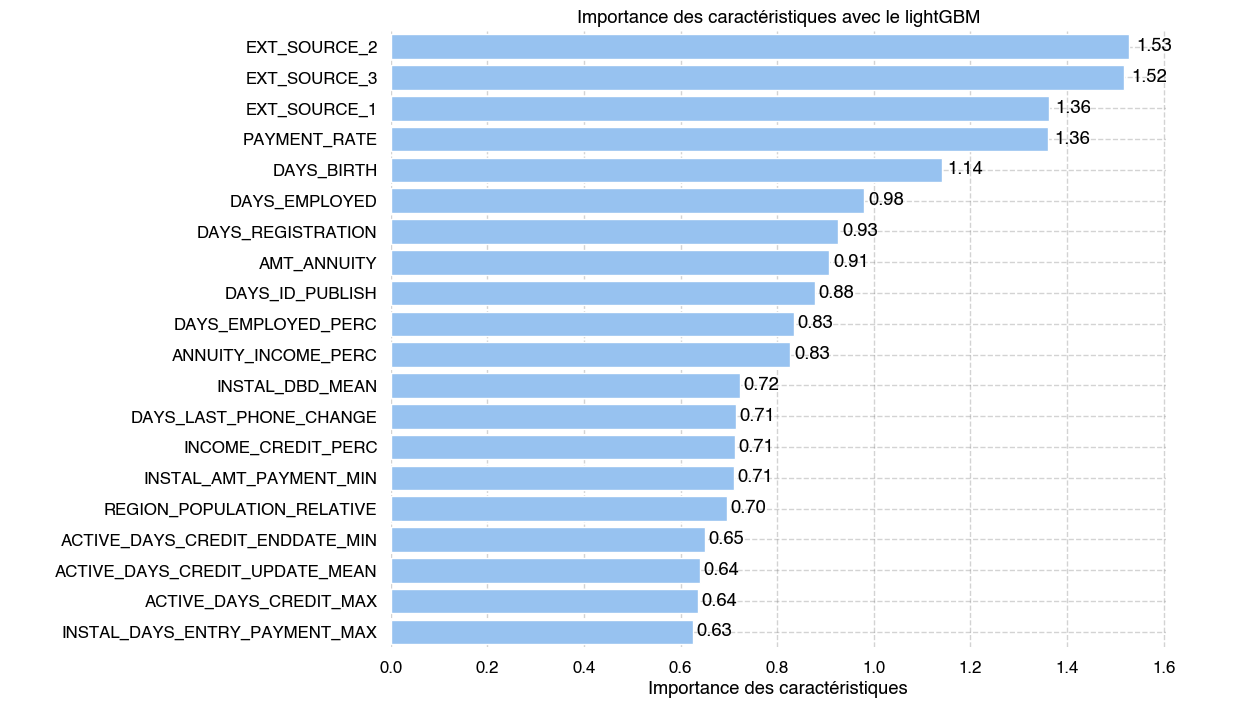 Importance des caractéristiques avec le lightGBM
EXT_SOURCE_2 1.53
EXT_SOURCE_3 1.52
EXT_SOURCE_1 1.36
PAYMENT_RATE 1.36
DAYS_BIRTH 1.14
DAYS_EMPLOYED 0.98
DAYS_REGISTRATION 0.93
AMT_ANNUITY 0.91
DAYS_ID_PUBLISH 0.88
DAYS_EMPLOYED_PERC 0.83
ANNUITY_INCOME_PERC 0.83
INSTAL_DBD_MEAN 0.72
DAYS_LAST_PHONE_CHANGE 0.71
INCOME_CREDIT_PERC 0.71
INSTAL_AMT_PAYMENT_MIN 0.71
REGION_POPULATION_RELATIVE 0.70
ACTIVE_DAYS_CREDIT_ENDDATE_MIN 0.65
ACTIVE_DAYS_CREDIT_UPDATE_MEAN 0.64
ACTIVE_DAYS_CREDIT_MAX 0.64
INSTAL_DAYS_ENTRY_PAYMENT_MAX 0.63
0.0 0.2 0.4 0.6 0.8 1.0 1.2 1.4 1.6
Importance des caractéristiques